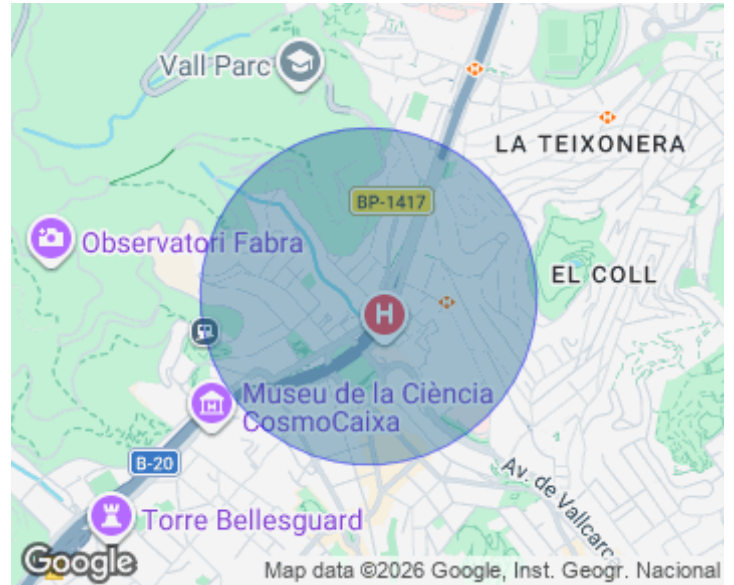 Vall Parc
LA TEIXONERA
BP-1417
Observatori Fabra
EL COLL
H
Museu de la Ciència
CosmoCaixa
B-20
Av. de Vallcarc
Torre Bellesguard
Google
Map data ©2026 Google, Inst. Geogr. Nacional